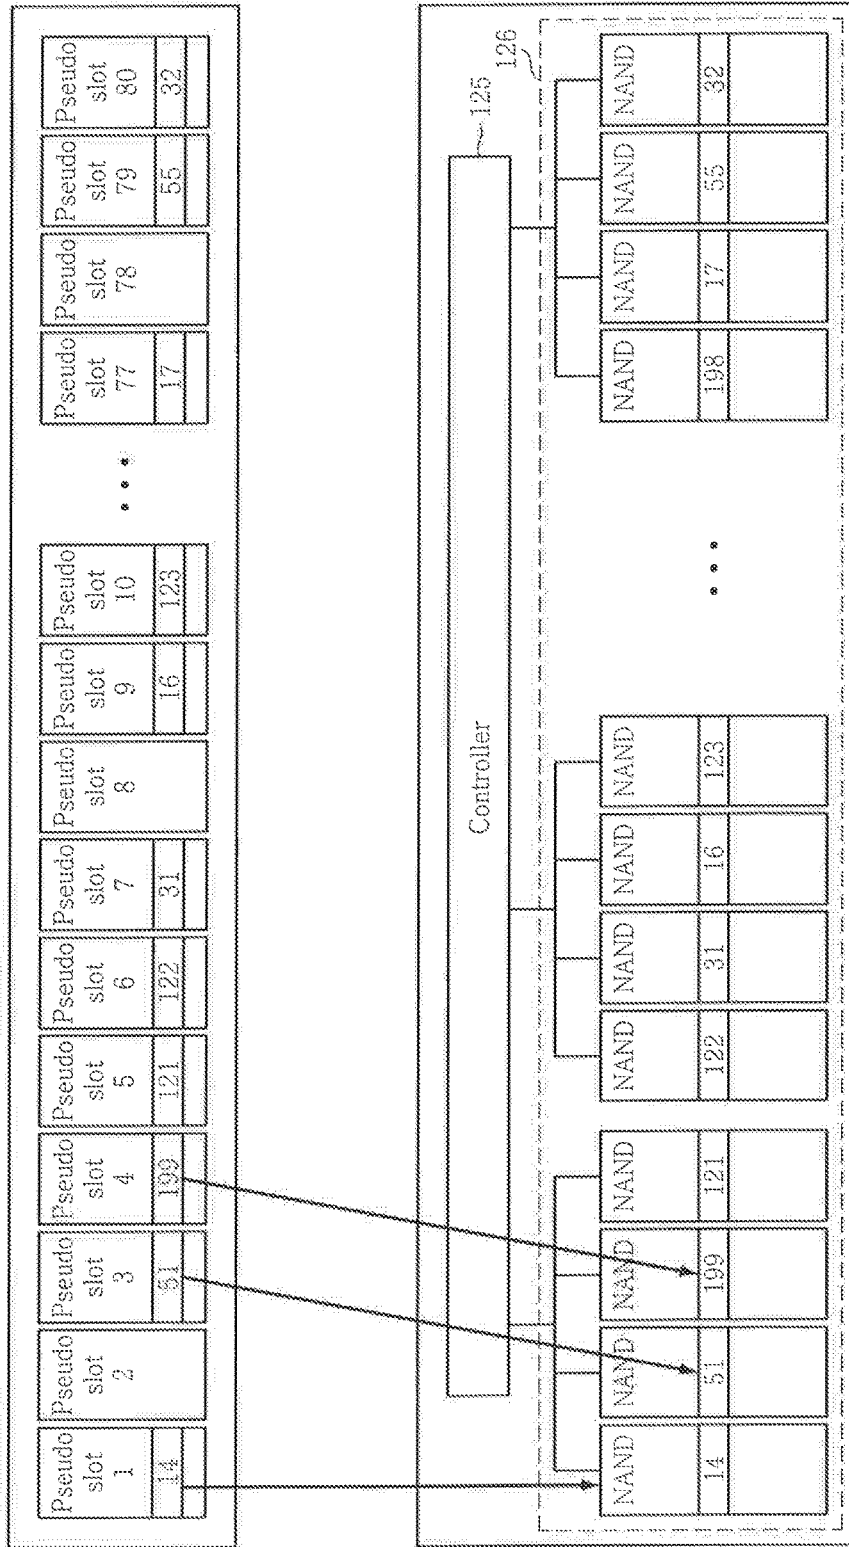 Pseudo
slot
1
14
Pseudo
slot
2
Pseudo
slot
3
51
Pseudo
slot
4
199
Pseudo
slot
5
121
Pseudo
slot
6
122
Pseudo
slot
7
31
Pseudo
slot
8
Pseudo
slot
9
16
Pseudo
slot
10
123
• • •
Pseudo
slot
77
17
Pseudo
slot
78
Pseudo
slot
79
55
Pseudo
slot
80
32
125
Controller
126
NAND
14
NAND
51
NAND
199
NAND
121
NAND
122
NAND
31
NAND
16
NAND
123
• • •
NAND
198
NAND
17
NAND
55
NAND
32